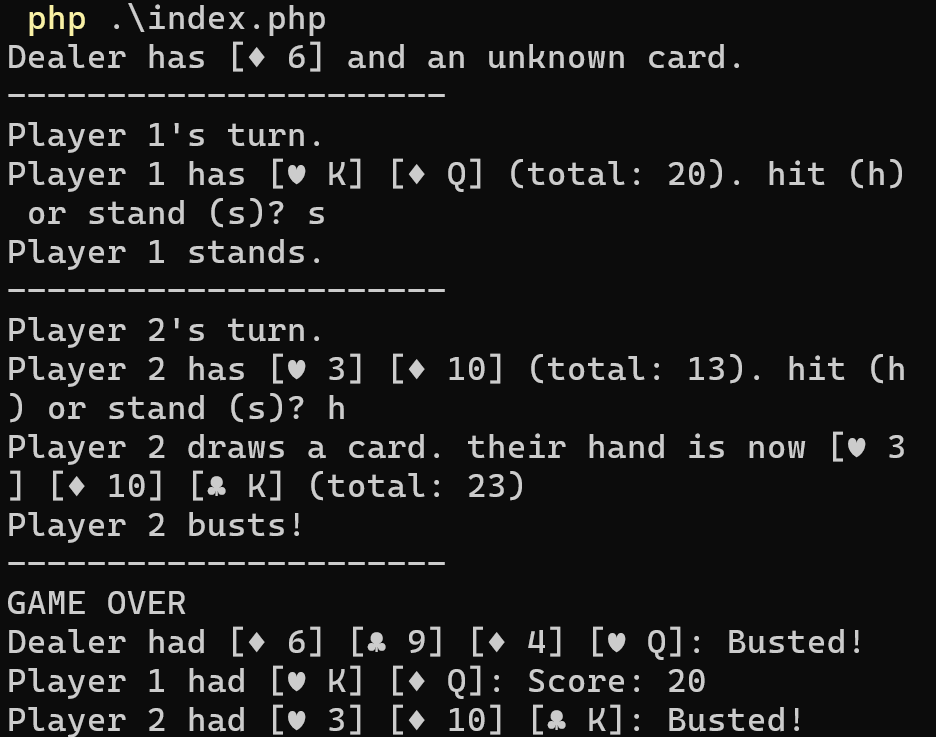 php .\index.php
Dealer has [♦ 6] and an unknown card.
----------------------
Player 1's turn.
Player 1 has [♥ K] [♦ Q] (total: 20). hit (h)
 or stand (s)? s
Player 1 stands.
----------------------
Player 2's turn.
Player 2 has [♥ 3] [♦ 10] (total: 13). hit (h
) or stand (s)? h
Player 2 draws a card. their hand is now [♥ 3
] [♦ 10] [♣ K] (total: 23)
Player 2 busts!
----------------------
GAME OVER
Dealer had [♦ 6] [♣ 9] [♦ 4] [♥ Q]: Busted!
Player 1 had [♥ K] [♦ Q]: Score: 20
Player 2 had [♥ 3] [♦ 10] [♣ K]: Busted!